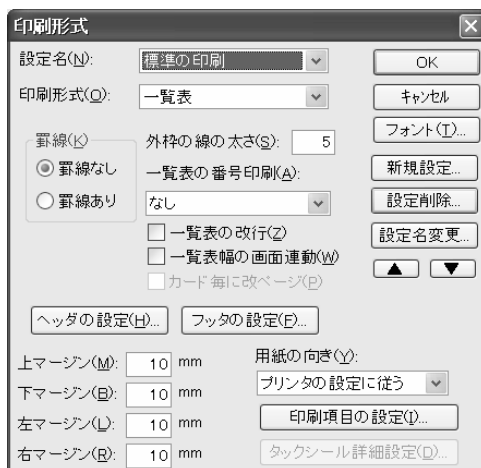 印刷形式
設定名(N): 標準の印刷
OK
印刷形式(O): 一覧表
キャンセル
罫線(K)
外枠の線の太さ(S): 5
フォント(T)...
罫線なし
一覧表の番号印刷(A):
新規設定...
罫線あり
なし
設定削除...
一覧表の改行(Z)
設定名変更...
一覧表幅の画面連動(W)
▲ ▼
カード毎に改ページ(P)
ヘッダの設定(H)... フッタの設定(F)...
上マージン(M): 10 mm
用紙の向き(Y):
下マージン(B): 10 mm
プリンタの設定に従う
左マージン(L): 10 mm
印刷項目の設定(I)...
右マージン(R): 10 mm
タックシール詳細設定(D)...